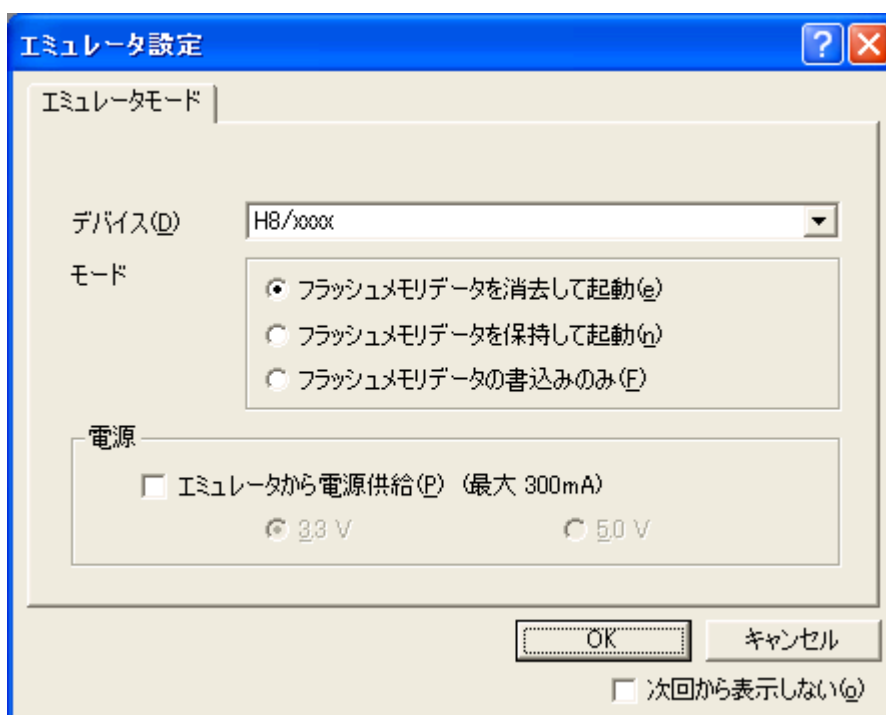 エミュレータ設定
エミュレータモード
デバイス(D) H8/xxxx
モード
フラッシュメモリデータを消去して起動(e)
フラッシュメモリデータを保持して起動(n)
フラッシュメモリデータの書込みのみ(F)
電源
エミュレータから電源供給(P) (最大 300mA)
3.3 V 5.0 V
OK キャンセル
次回から表示しない(o)